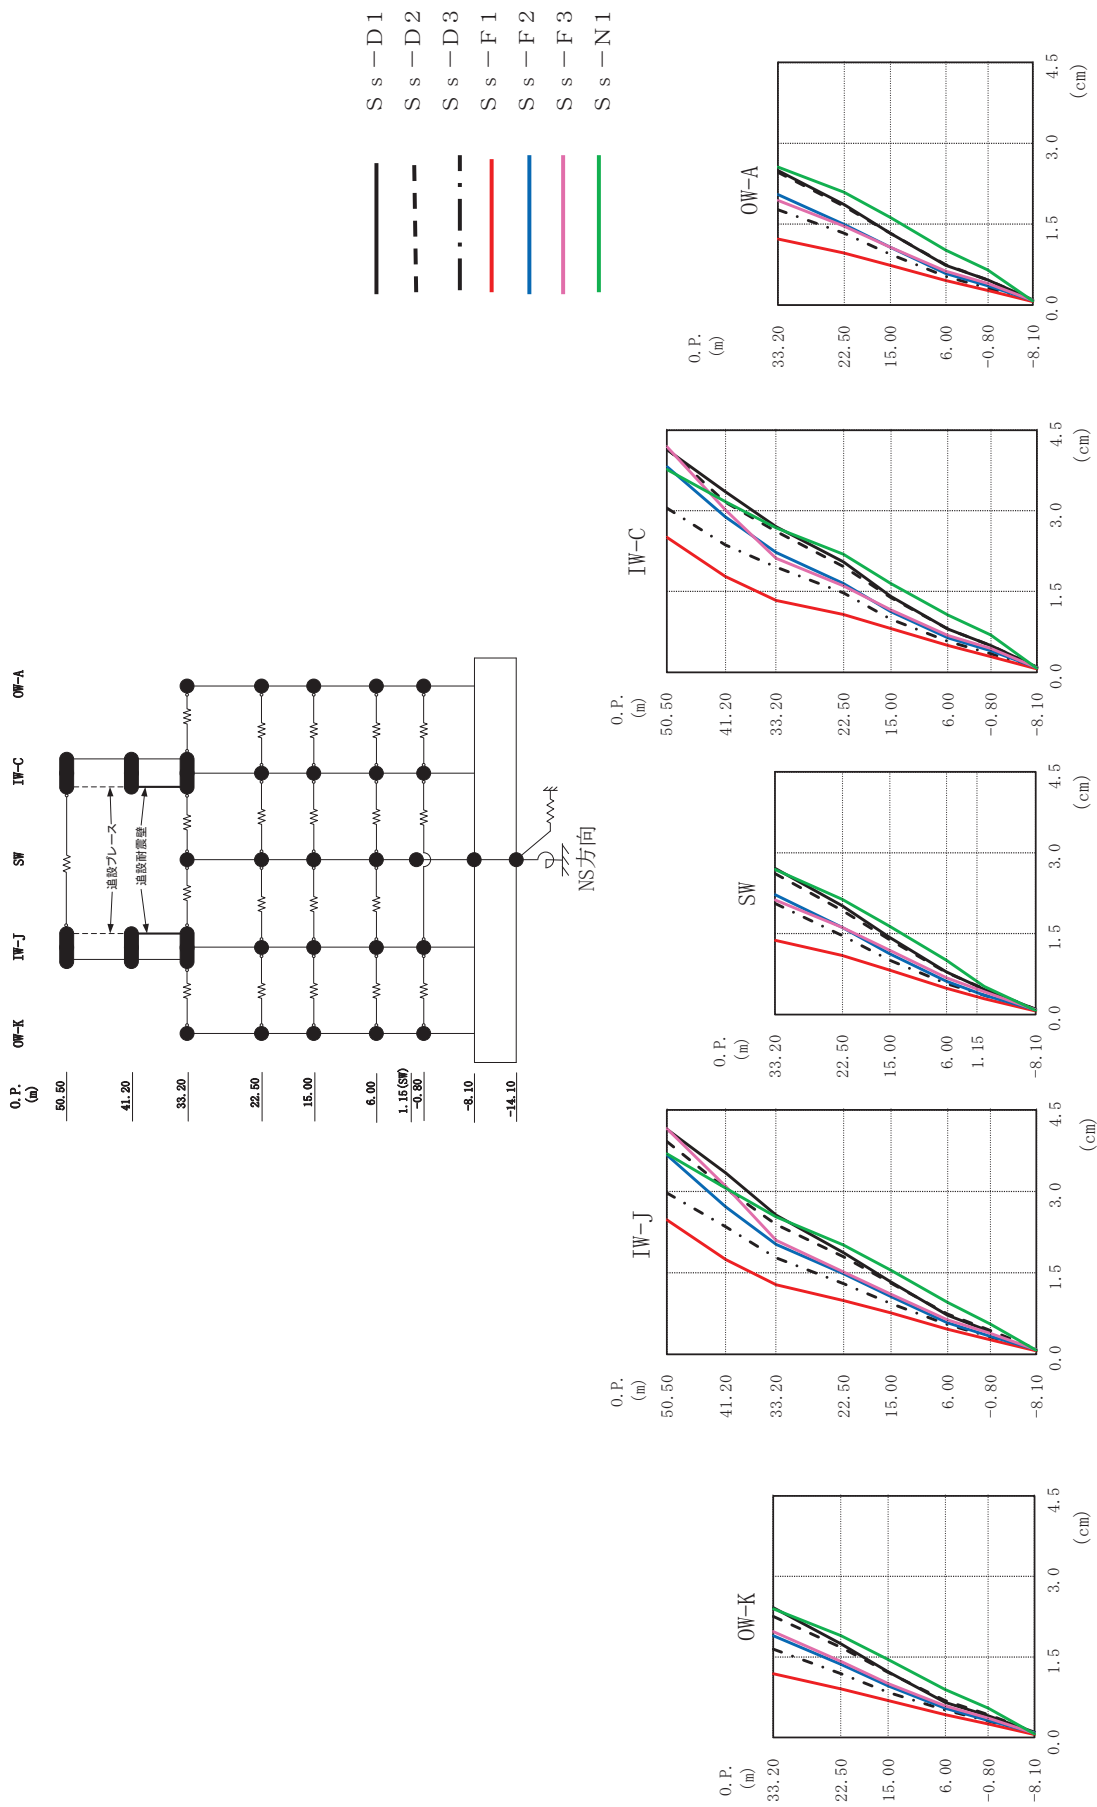 O.P.
(m)
OW-K
IW-J
SW
IW-C
OW-A
50.50
41.20
33.20
22.50
15.00
6.00
1.15(SW)
-0.80
-8.10
-14.10
追設ブレース
追設耐震壁
NS方向
Ss-D1
Ss-D2
Ss-D3
Ss-F1
Ss-F2
Ss-F3
Ss-N1
OW-K
O.P.
(m)
33.20
22.50
15.00
6.00
-0.80
-8.10
0.0
1.5
3.0
4.5
(cm)
IW-J
O.P.
(m)
50.50
41.20
33.20
22.50
15.00
6.00
-0.80
-8.10
0.0
1.5
3.0
4.5
(cm)
SW
O.P.
(m)
33.20
22.50
15.00
6.00
1.15
-8.10
0.0
1.5
3.0
4.5
(cm)
IW-C
O.P.
(m)
50.50
41.20
33.20
22.50
15.00
6.00
-0.80
-8.10
0.0
1.5
3.0
4.5
(cm)
OW-A
O.P.
(m)
33.20
22.50
15.00
6.00
-0.80
-8.10
0.0
1.5
3.0
4.5
(cm)